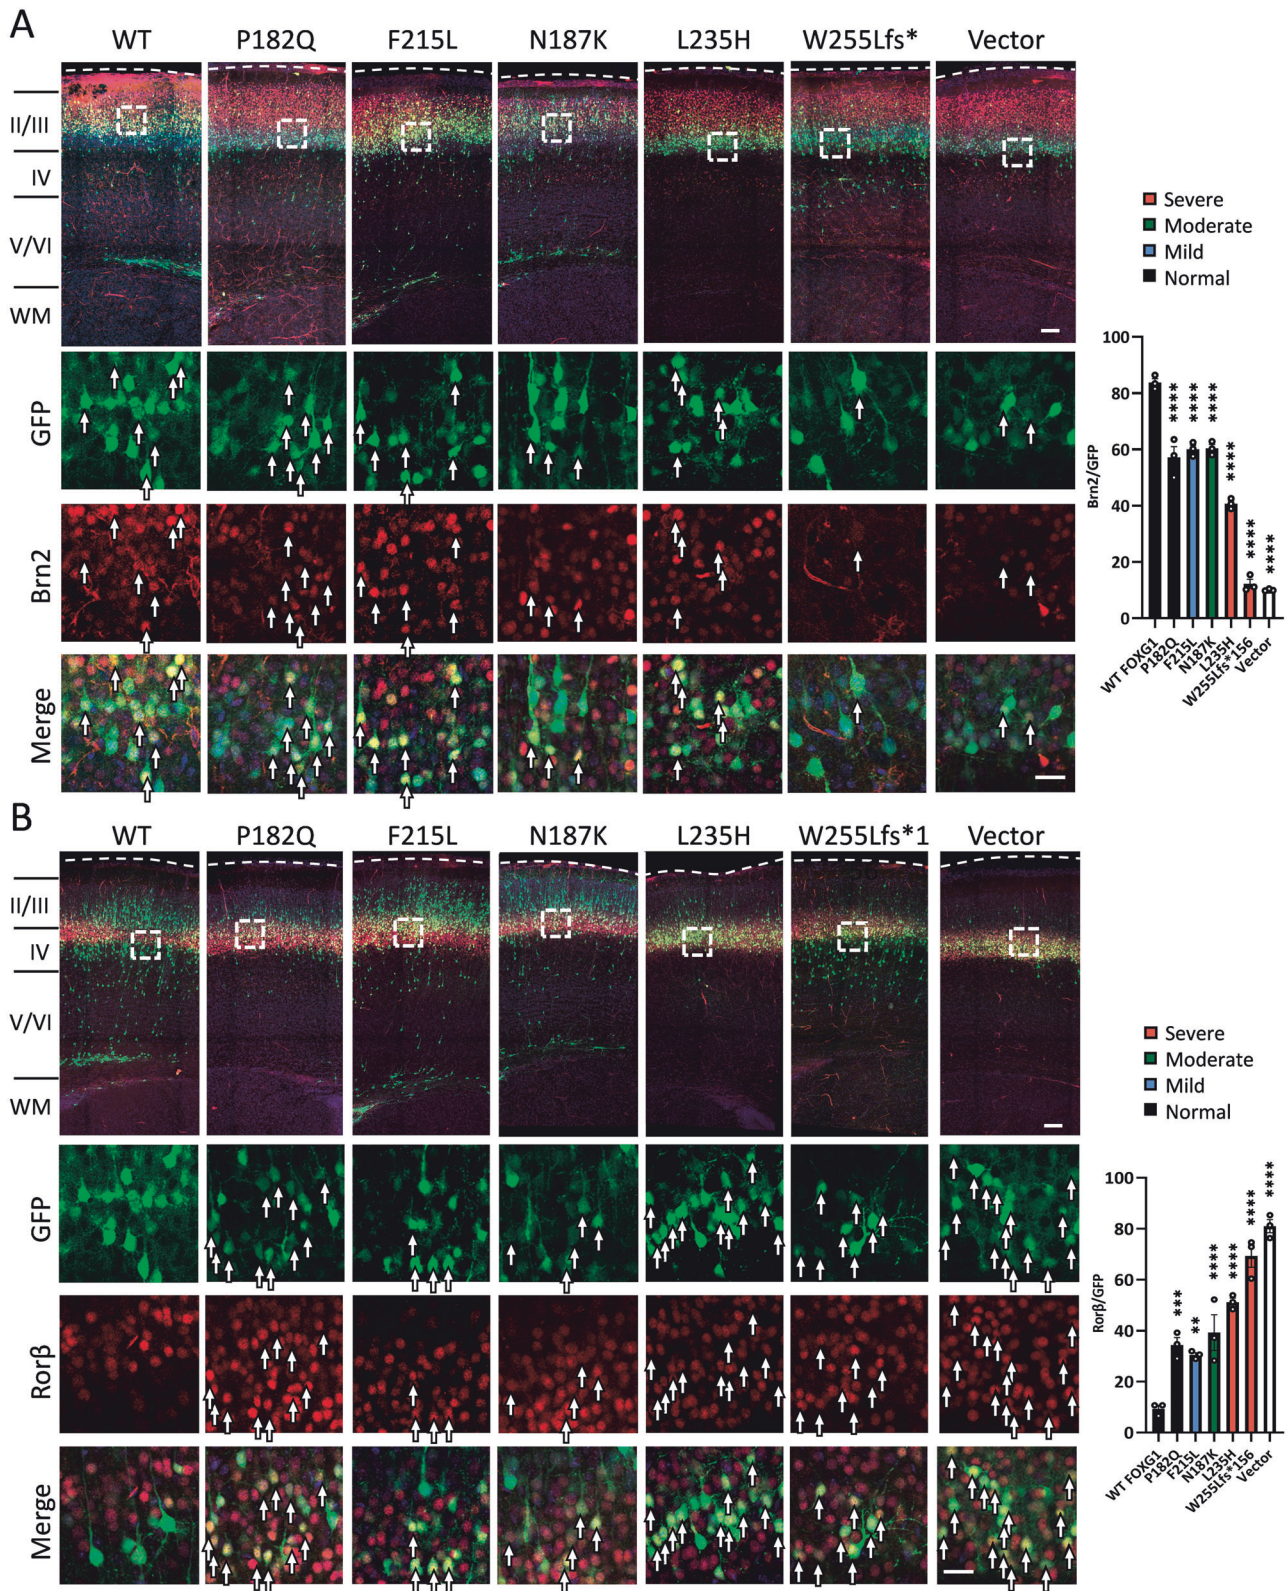 A
WT P182Q F215L N187K L235H W255Lfs* Vector
II/III
IV
V/VI
WM
GFP
Brn2
Merge
Severe
Moderate
Mild
Normal
Brn2/GFP
100
80
60
40
20
0
****
****
****
****
****
****
WT FOXG1
P182Q
F215L
N187K
L235H
W255Lfs*156
Vector
B
WT P182Q F215L N187K L235H W255Lfs*1 Vector
II/III
IV
V/VI
WM
GFP
Rorβ
Merge
Severe
Moderate
Mild
Normal
Rorβ/GFP
100
80
60
40
20
0
***
**
****
****
****
****
WT FOXG1
P182Q
F215L
N187K
L235H
W255Lfs*156
Vector